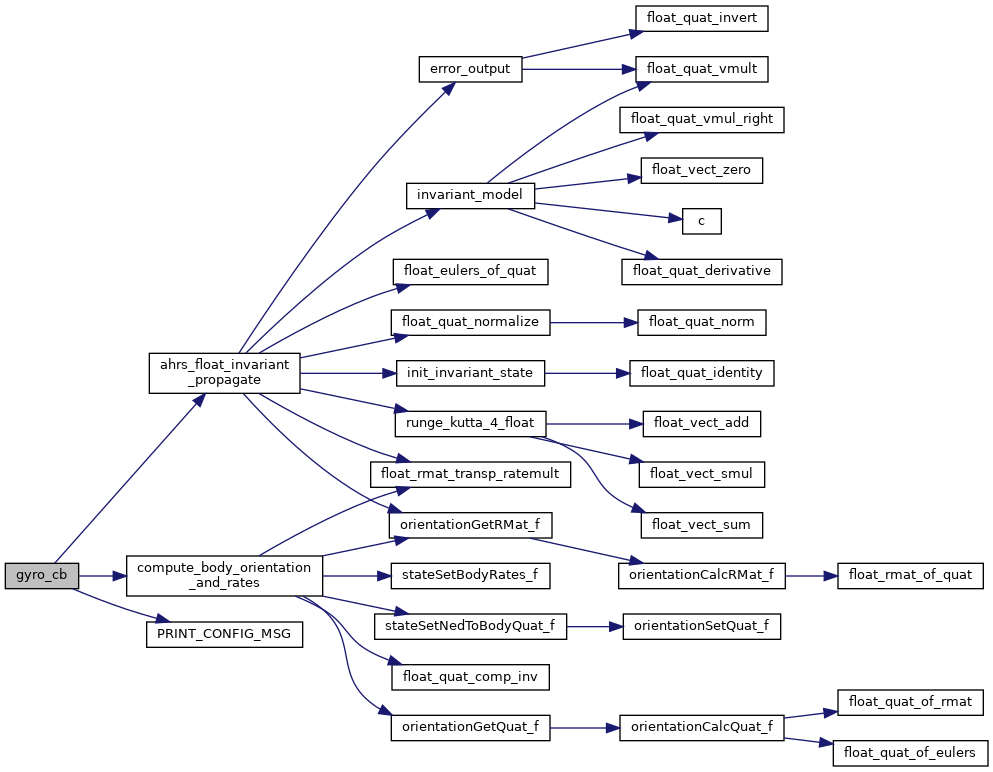 float_quat_invert
error_output
float_quat_vmult
float_quat_vmul_right
float_vect_zero
invariant_model
c
float_eulers_of_quat
float_quat_derivative
float_quat_normalize
float_quat_norm
ahrs_float_invariant
_propagate
init_invariant_state
float_quat_identity
runge_kutta_4_float
float_vect_add
float_rmat_transp_ratemult
float_vect_smul
orientationGetRMat_f
float_vect_sum
gyro_cb
compute_body_orientation
_and_rates
stateSetBodyRates_f
orientationCalcRMat_f
float_rmat_of_quat
PRINT_CONFIG_MSG
stateSetNedToBodyQuat_f
orientationSetQuat_f
float_quat_comp_inv
orientationGetQuat_f
orientationCalcQuat_f
float_quat_of_rmat
float_quat_of_eulers